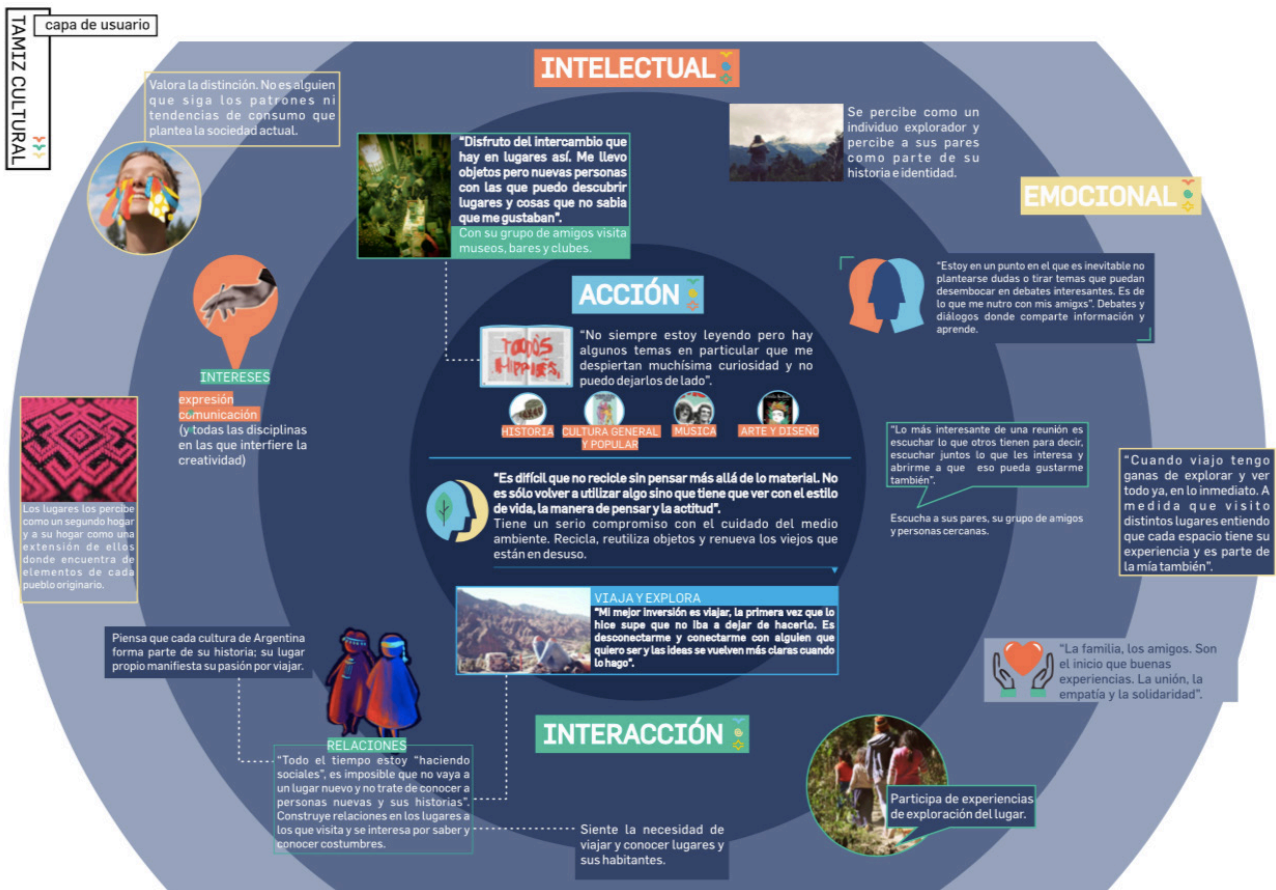 TAMIZ CULTURAL
capa de usuario
INTELECTUAL
Valora la distinción. No es alguien
que siga los patrones ni
tendencias de consumo que
plantea la sociedad actual.
"Disfruto del intercambio que
hay en lugares así. Me llevo
objetos pero nuevas personas
con las que puedo descubrir
lugares y cosas que no sabia
que me gustaban".
Con su grupo de amigos visita
museos, bares y clubes.
Se percibe como un
individuo explorador y
percibe a sus pares
como parte de su
historia e identidad.
EMOCIONAL
"Estoy en un punto en el que es inevitable no
plantearse dudas o tirar temas que puedan
desembocar en debates interesantes. Es de
lo que me nutro con mis amigxs". Debates y
diálogos donde comparte información y
aprende.
ACCIÓN
TODOS
HIPPIES.
"No siempre estoy leyendo pero hay
algunos temas en particular que me
despiertan muchísima curiosidad y no
puedo dejarlos de lado".
HISTORIA
CULTURA GENERAL
Y POPULAR
MÚSICA
ARTE Y DISEÑO
INTERESES
expresión
comunicación
(y todas las disciplinas
en las que interfiere la
creatividad)
"Es difícil que no recicle sin pensar más allá de lo material. No
es sólo volver a utilizar algo sino que tiene que ver con el estilo
de vida, la manera de pensar y la actitud".
Tiene un serio compromiso con el cuidado del medio
ambiente. Recicla, reutiliza objetos y renueva los viejos que
están en desuso.
"Lo más interesante de una reunión es
escuchar lo que otros tienen para decir,
escuchar juntos lo que les interesa y
abrirme a que eso pueda gustarme
también".
Escucha a sus pares, su grupo de amigos
y personas cercanas.
"Cuando viajo tengo
ganas de explorar y ver
todo ya, en lo inmediato. A
medida que visito
distintos lugares entiendo
que cada espacio tiene su
experiencia y es parte de
la mía también".
Los lugares los percibe
como un segundo hogar
y a su hogar como una
extensión de ellos
donde encuentra de
elementos de cada
pueblo originario.
VIAJA Y EXPLORA
"Mi mejor inversión es viajar, la primera vez que lo
hice supe que no iba a dejar de hacerlo. Es
desconectarme y conectarme con alguien que
quiero ser y las ideas se vuelven más claras cuando
lo hago".
Piensa que cada cultura de Argentina
forma parte de su historia; su lugar
propio manifiesta su pasión por viajar.
"La familia, los amigos. Son
el inicio que buenas
experiencias. La unión, la
empatía y la solidaridad".
INTERACCIÓN
RELACIONES
"Todo el tiempo estoy "haciendo
sociales", es imposible que no vaya a
un lugar nuevo y no trate de conocer a
personas nuevas y sus historias".
Construye relaciones en los lugares a
los que visita y se interesa por saber y
conocer costumbres.
Siente la necesidad de
viajar y conocer lugares y
sus habitantes.
Participa de experiencias
de exploración del lugar.